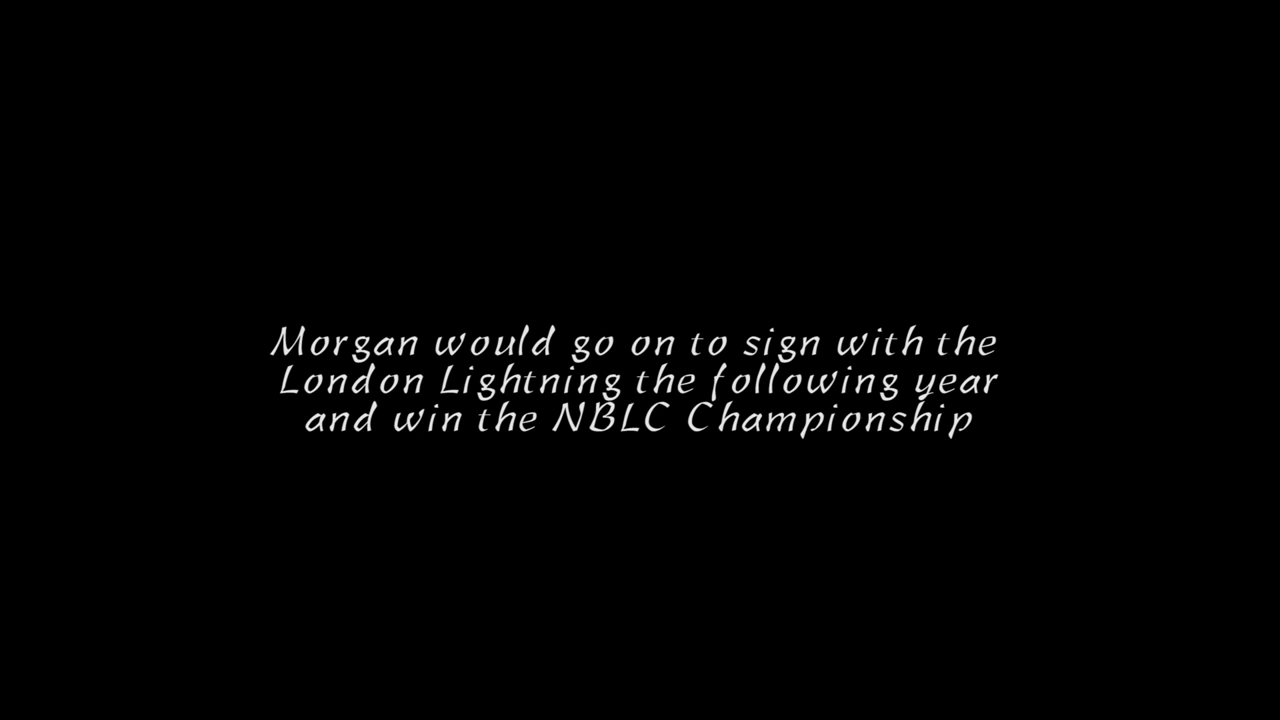 Morgan would go on to sign with the
London Lightning the following year
and win the NBLC Championship